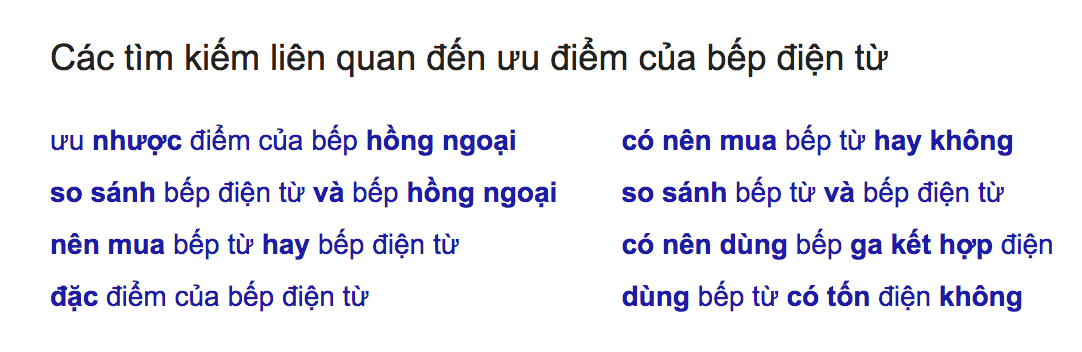 Các tìm kiếm liên quan đến ưu điểm của bếp điện từ
ưu nhược điểm của bếp hồng ngoại
so sánh bếp điện từ và bếp hồng ngoại
nên mua bếp từ hay bếp điện từ
đặc điểm của bếp điện từ
có nên mua bếp từ hay không
so sánh bếp từ và bếp điện từ
có nên dùng bếp ga kết hợp điện
dùng bếp từ có tốn điện không